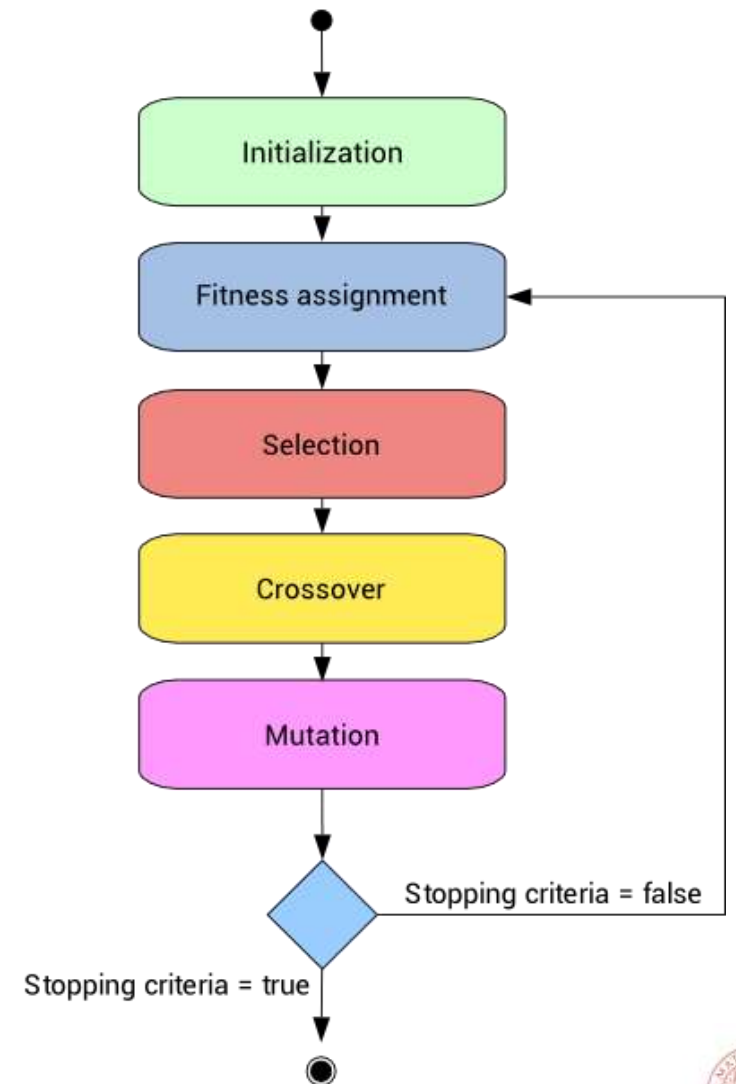 Initialization
Fitness assignment
Selection
Crossover
Mutation
Stopping criteria = false
Stopping criteria = true